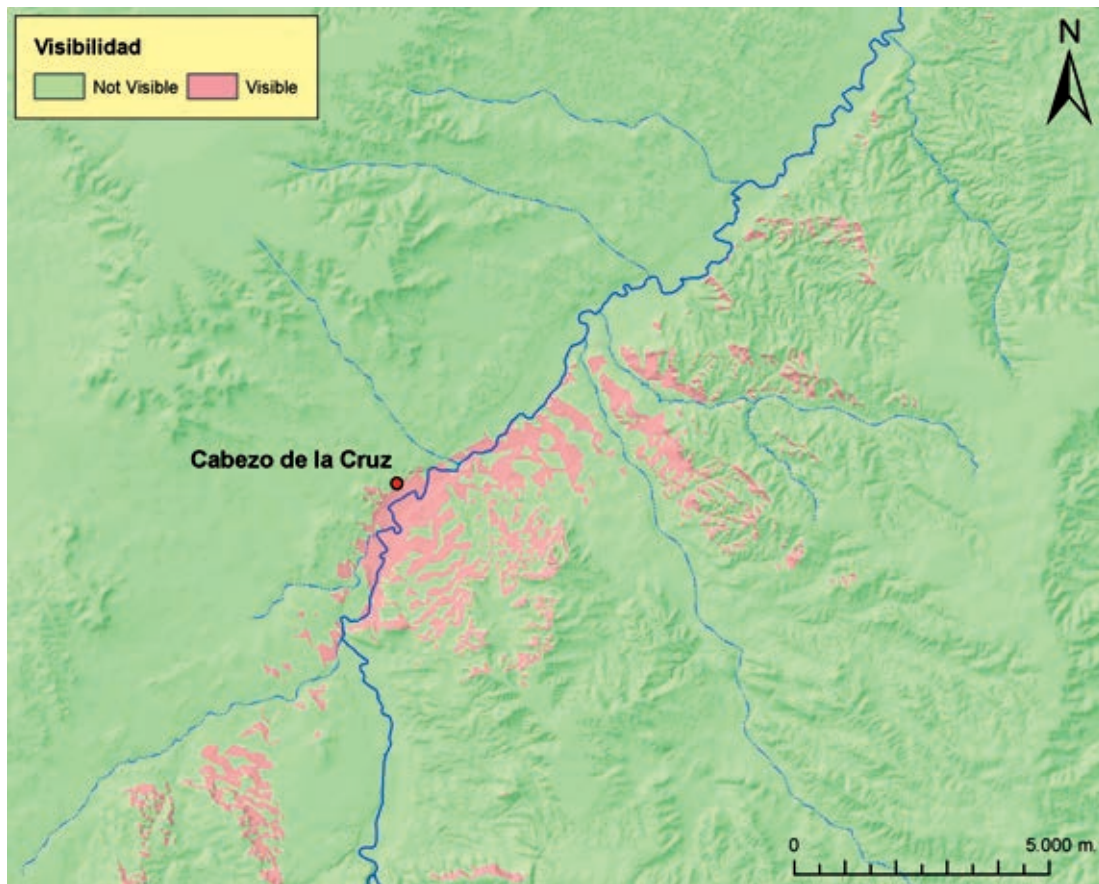 Visibilidad
Not Visible Visible
N
Cabezo de la Cruz
0 5.000 m.